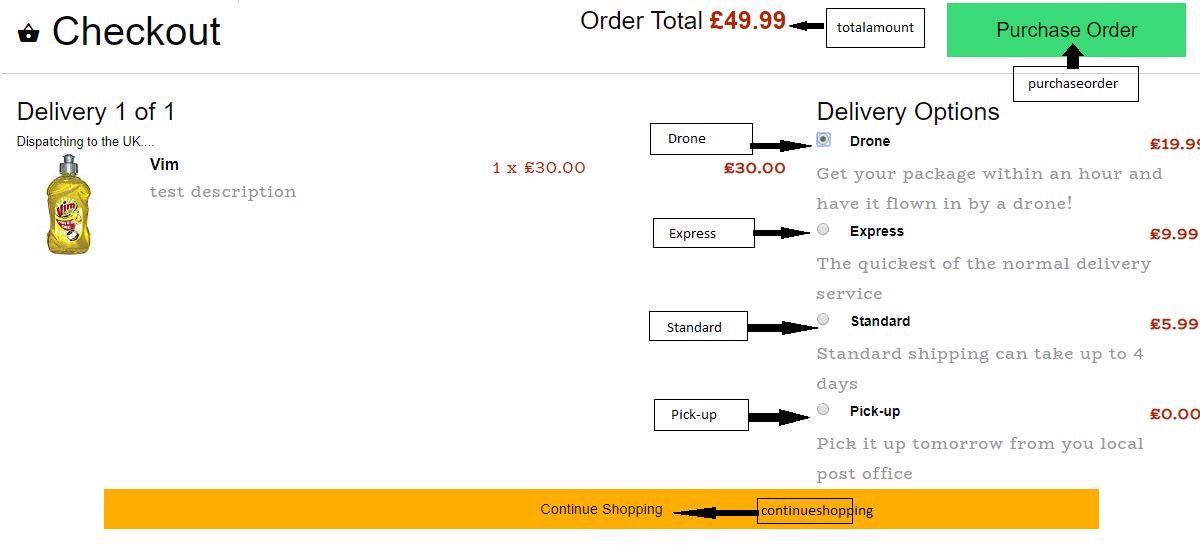 Checkout
Order Total £49.99
totalamount
Purchase Order
purchaseorder
Delivery 1 of 1
Dispatching to the UK....
Vim
test description
1 x £30.00
£30.00
Vim
Delivery Options
Drone
Drone
£19.99
Get your package within an hour and
have it flown in by a drone!
Express
Express
£9.99
The quickest of the normal delivery
service
Standard
Standard
£5.99
Standard shipping can take up to 4
days
Pick-up
Pick-up
£0.00
Pick it up tomorrow from you local
post office
Continue Shopping
continueshopping